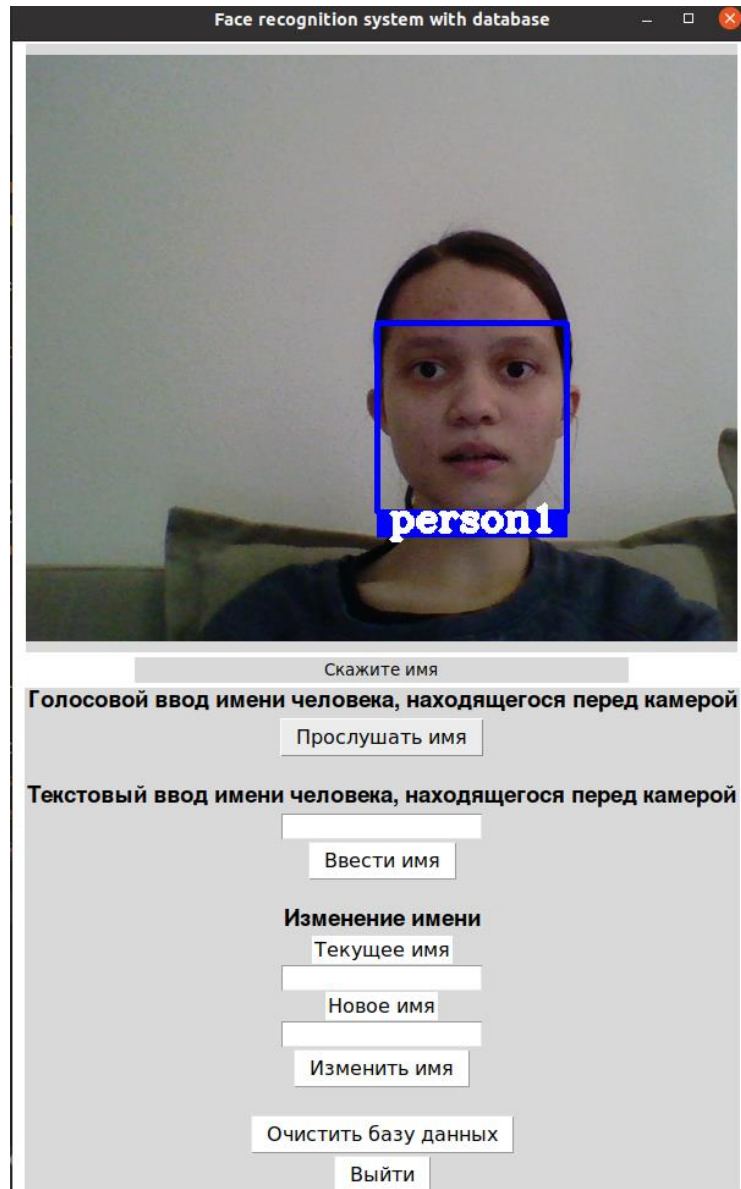 Face recognition system with database
person1
Скажите имя
Голосовой ввод имени человека, находящегося перед камерой
Прослушать имя
Текстовый ввод имени человека, находящегося перед камерой
Ввести имя
Изменение имени
Текущее имя
Новое имя
Изменить имя
Очистить базу данных
Выйти